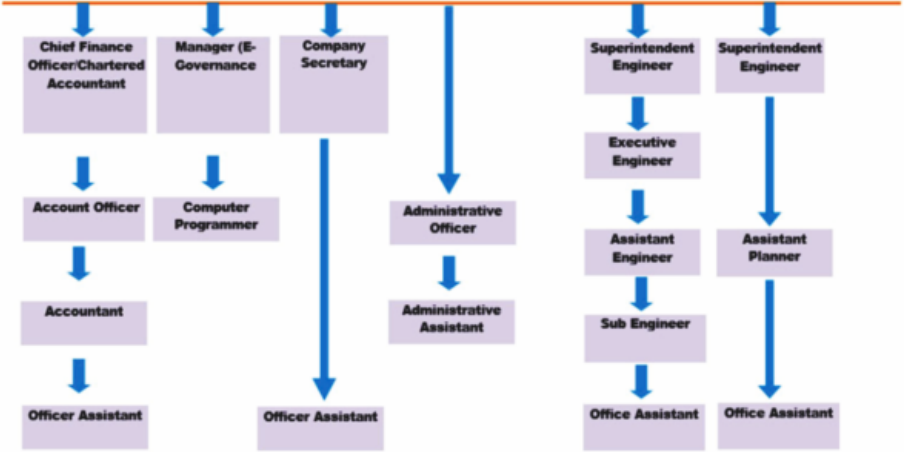 Chief Finance
Officer/Chartered
Accountant
Manager (E-
Governance
Company
Secretary
Superintendent
Engineer
Superintendent
Engineer
Executive
Engineer
Account Officer
Computer
Programmer
Administrative
Officer
Assistant
Engineer
Assistant
Planner
Accountant
Administrative
Assistant
Sub Engineer
Officer Assistant
Officer Assistant
Office Assistant
Office Assistant